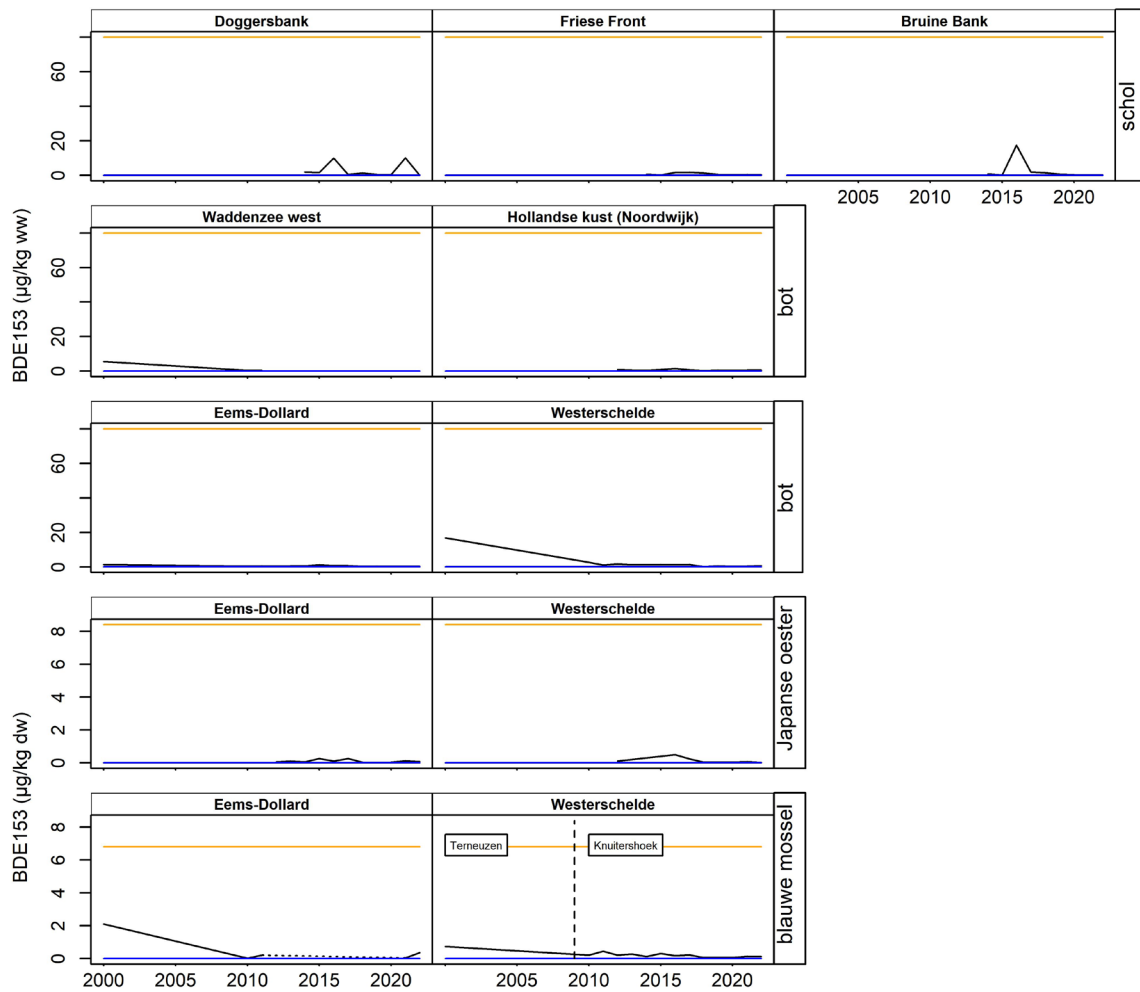 Doggersbank Friese Front Bruine Bank
60
20
0
schol
2005 2010 2015 2020
Waddenzee west Hollandse kust (Noordwijk)
60
20
0
bot
BDE153 (µg/kg ww)
Eems-Dollard Westerschelde
60
20
0
bot
Eems-Dollard Westerschelde
8
6
4
2
0
Japanse oester
BDE153 (µg/kg dw)
Eems-Dollard Westerschelde
8
6
4
2
0
Terneuzen Knuitershoek
blauwe mossel
2000 2005 2010 2015 2020 2005 2010 2015 2020